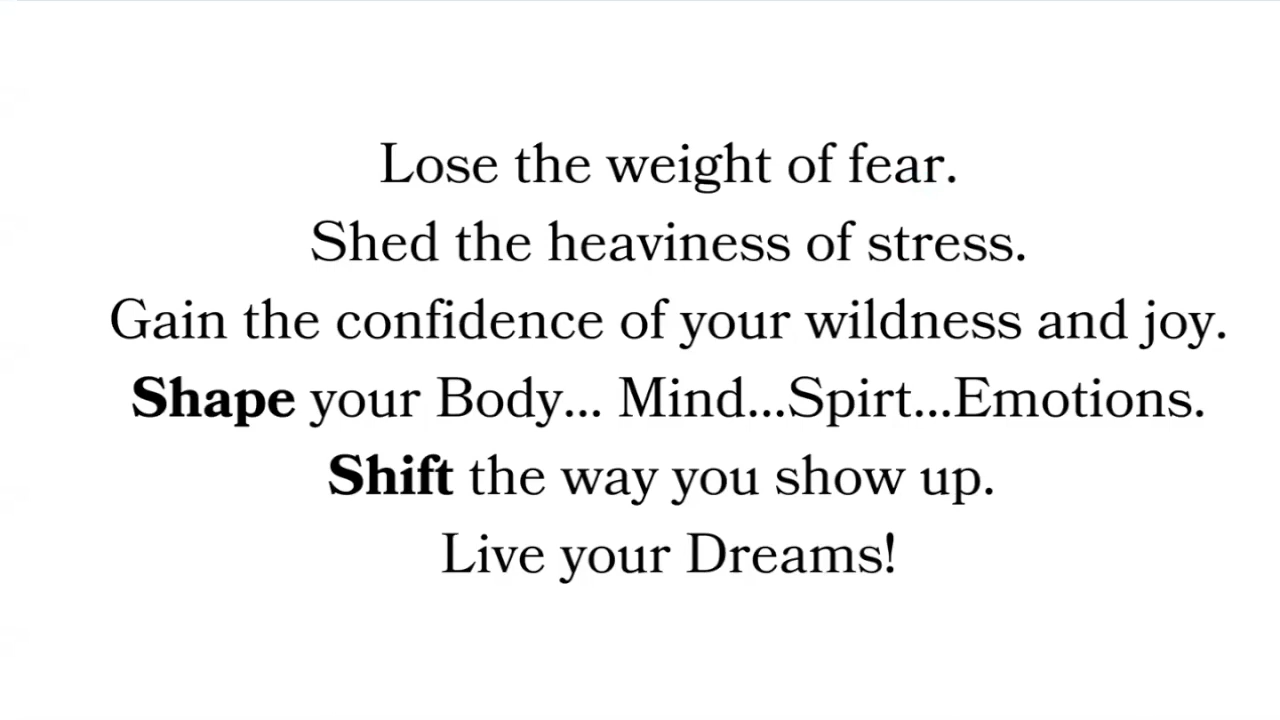 Lose the weight of fear.
Shed the heaviness of stress.
Gain the confidence of your wildness and joy.
Shape your Body... Mind...Spirt...Emotions.
Shift the way you show up.
Live your Dreams!